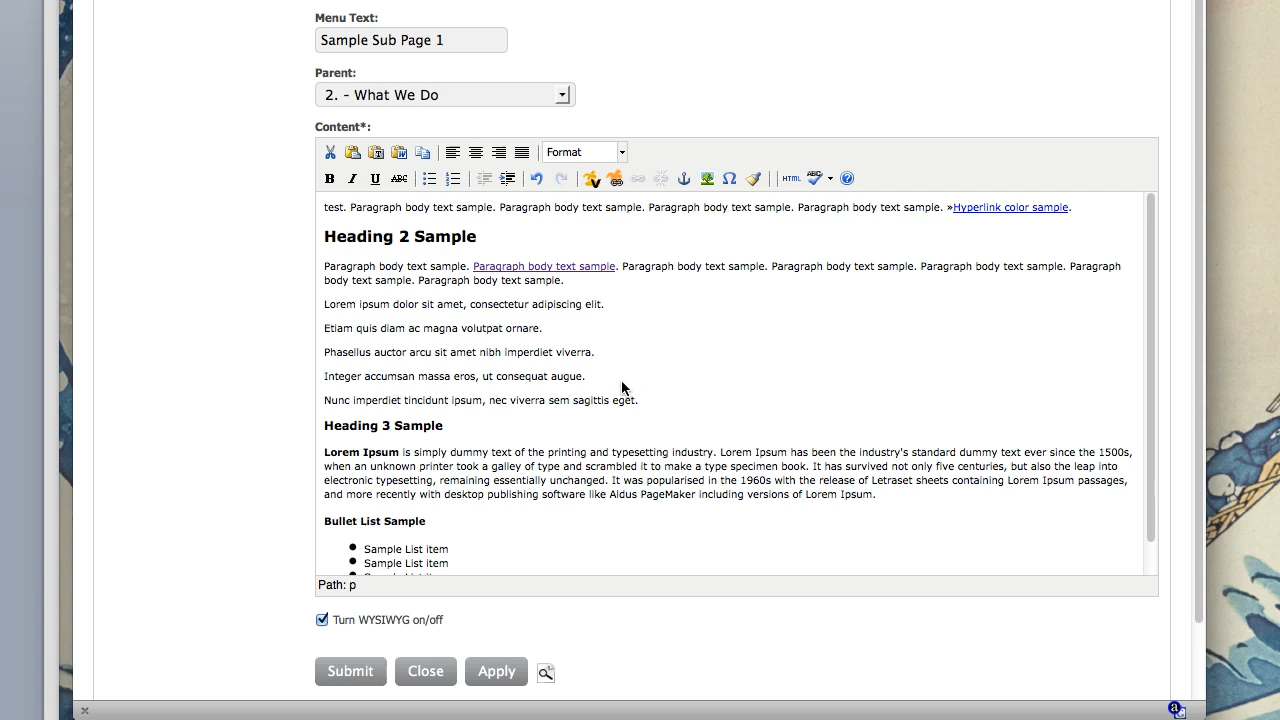 Menu Text:
Sample Sub Page 1
Parent:
2. - What We Do
Content*:
Format
B I U ABC HTML ABC
test. Paragraph body text sample. Paragraph body text sample. Paragraph body text sample. Paragraph body text sample. »Hyperlink color sample.
Heading 2 Sample
Paragraph body text sample. Paragraph body text sample. Paragraph body text sample. Paragraph body text sample. Paragraph body text sample. Paragraph
body text sample. Paragraph body text sample.
Lorem ipsum dolor sit amet, consectetur adipiscing elit.
Etiam quis diam ac magna volutpat ornare.
Phasellus auctor arcu sit amet nibh imperdiet viverra.
Integer accumsan massa eros, ut consequat augue.
Nunc imperdiet tincidunt ipsum, nec viverra sem sagittis eget.
Heading 3 Sample
Lorem Ipsum is simply dummy text of the printing and typesetting industry. Lorem Ipsum has been the industry's standard dummy text ever since the 1500s,
when an unknown printer took a galley of type and scrambled it to make a type specimen book. It has survived not only five centuries, but also the leap into
electronic typesetting, remaining essentially unchanged. It was popularised in the 1960s with the release of Letraset sheets containing Lorem Ipsum passages,
and more recently with desktop publishing software like Aldus PageMaker including versions of Lorem Ipsum.
Bullet List Sample
Sample List item
Sample List item
Path: p
Turn WYSIWYG on/off
Submit Close Apply